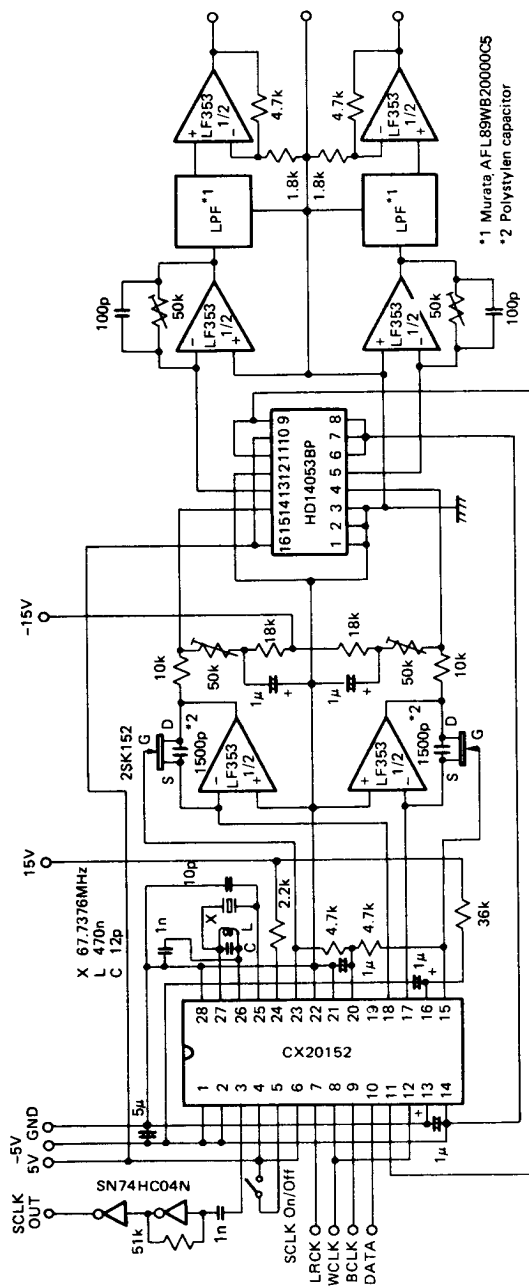 SCLK
OUT
SN74HC04N
51k
1n
5V
-5V
GND
5μ
X 67.7376MHz
L 470n
C 12p
15V
-15V
SCLK On/Off
LRCK
WCLK
BCLK
DATA
CX20152
1
2
3
4
5
6
7
8
9
10
11
12
13
14
28
27
26
25
24
23
22
21
20
19
18
17
16
15
+
1μ
1n
10p
X
L
C
2.2k
4.7k
4.7k
1μ
1μ
+
36k
2SK152
G
S
D
*2
1500p
LF353
1/2
-
+
10k
50k
18k
1μ
+
1μ
+
18k
50k
10k
+
-
LF353
1/2
1500p
*2
S
D
G
16 15 14 13 12 11 10 9
HD14053BP
1 2 3 4 5 6 7 8
100p
50k
-
+
LF353
1/2
+
-
LF353
1/2
50k
100p
LPF*1
LPF*1
+
-
LF353
1/2
4.7k
1.8k
1.8k
4.7k
-
+
LF353
1/2
*1 Murata AFL89WB20000C5
*2 Polystylen capacitor